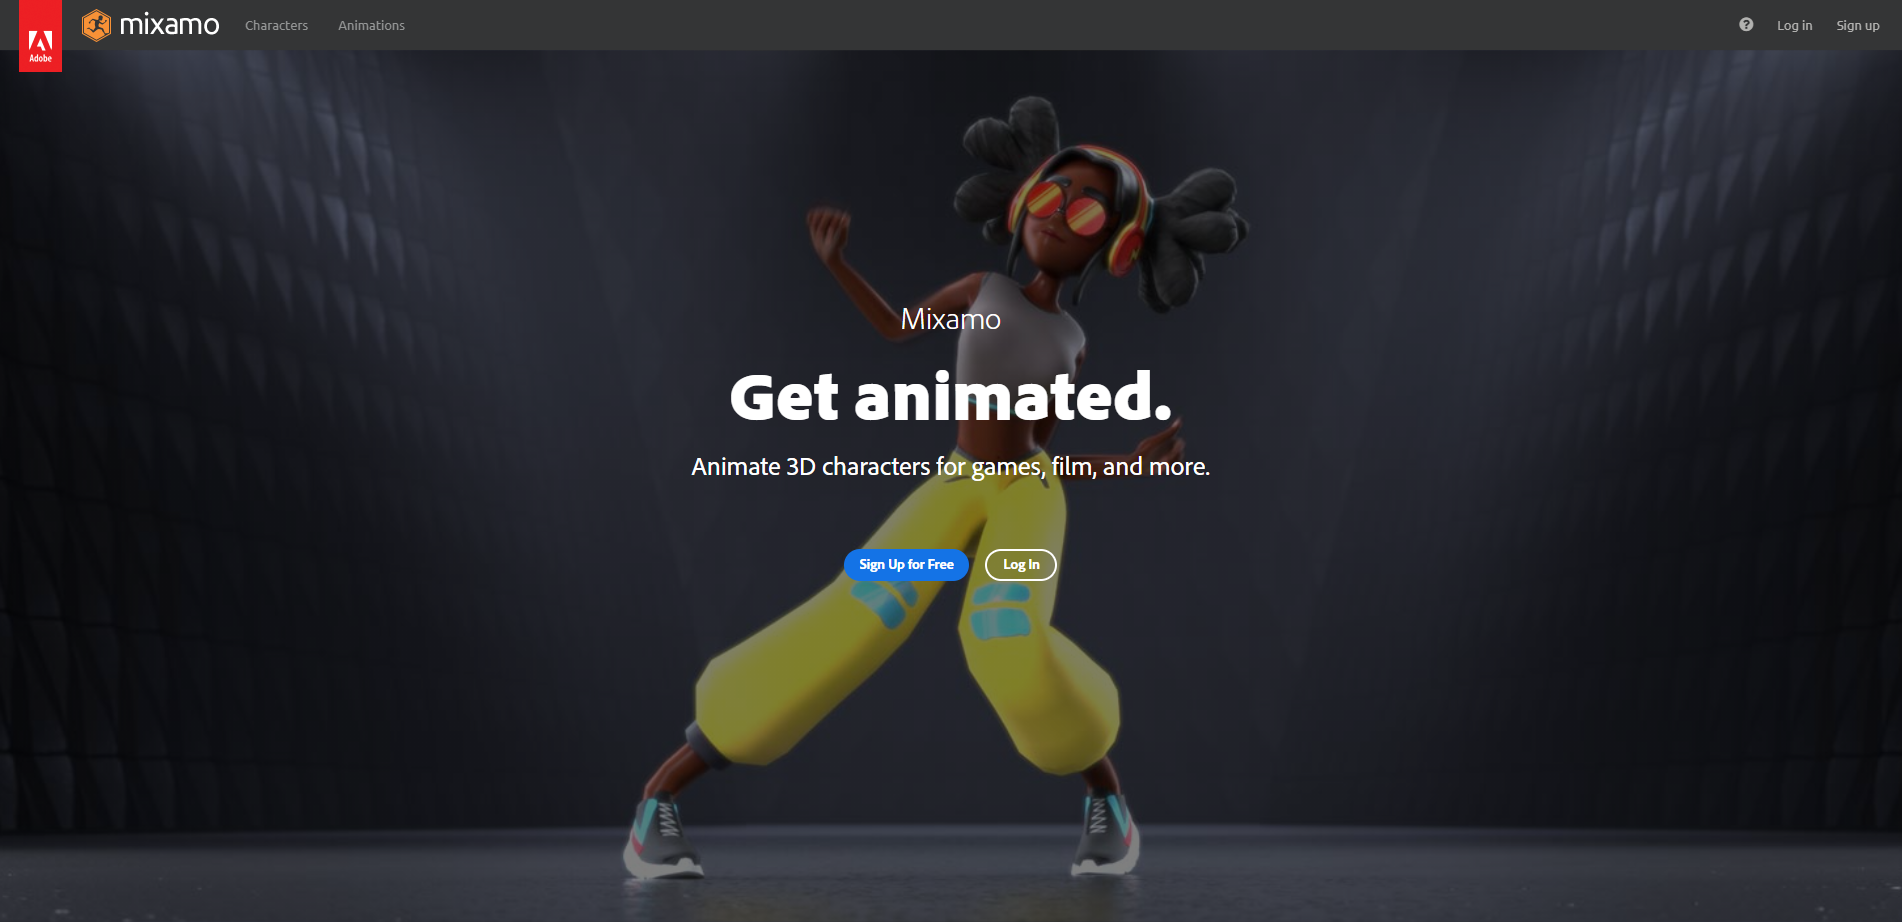 Adobe
mixamo
Characters
Animations
Log in
Sign up
Mixamo
Get animated.
Animate 3D characters for games, film, and more.
Sign Up for Free
Log In